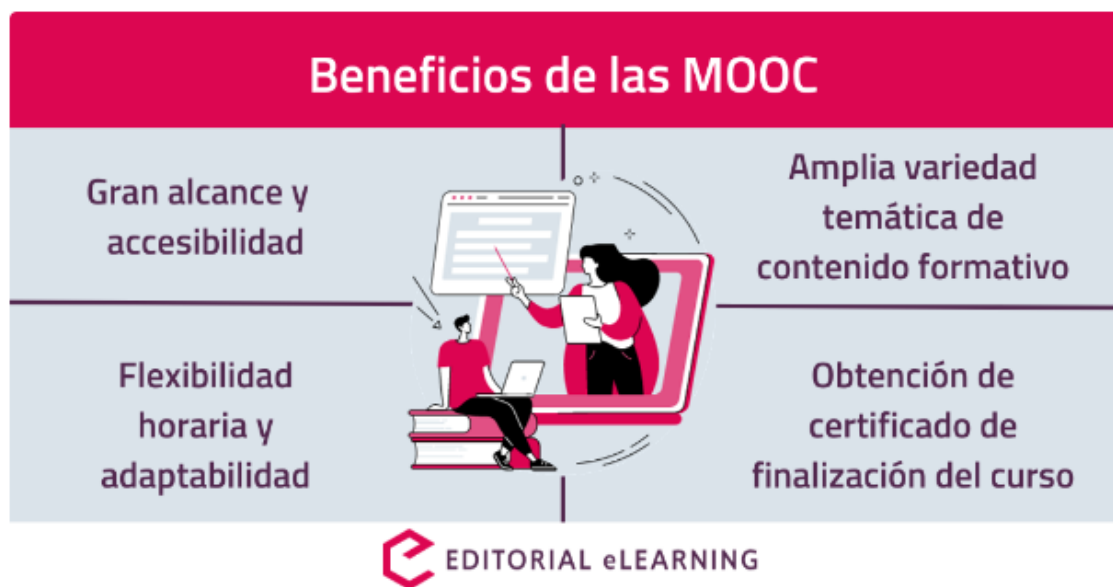 Beneficios de las MOOC
Gran alcance y
accesibilidad
Amplia variedad
temática de
contenido formativo
Flexibilidad
horaria y
adaptabilidad
Obtención de
certificado de
finalización del curso
EDITORIAL eLEARNING